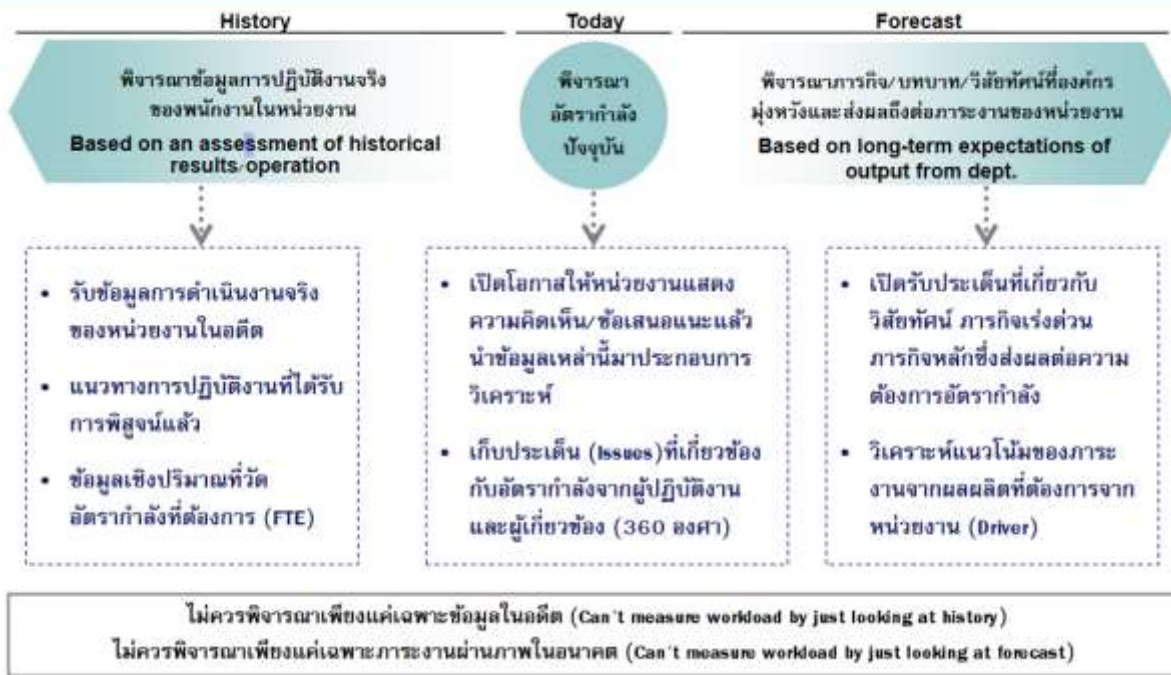 History
Today
Forecast
พิจารณาข้อมูลการปฏิบัติงานจริง
ของพนักงานในหน่วยงาน
Based on an assessment of historical
results/operation
พิจารณา
อัตรากำลัง
ปัจจุบัน
พิจารณาภารกิจ/บทบาท/วิสัยทัศน์ที่องค์กร
มุ่งหวังและส่งผลถึงต่อภาระงานของหน่วยงาน
Based on long-term expectations of
output from dept.
• รับข้อมูลการดำเนินงานจริง
ของหน่วยงานในอดีต
• แนวทางการปฏิบัติงานที่ได้รับ
การพิสูจน์แล้ว
• ข้อมูลเชิงปริมาณที่วัด
อัตรากำลังที่ต้องการ (FTE)
• เปิดโอกาสให้หน่วยงานแสดง
ความคิดเห็น/ข้อเสนอแนะแล้ว
นำข้อมูลเหล่านี้มาประกอบการ
วิเคราะห์
• เก็บประเด็น (Issues)ที่เกี่ยวข้อง
กับอัตรากำลังจากผู้ปฏิบัติงาน
และผู้เกี่ยวข้อง (360 องศา)
• เปิดรับประเด็นที่เกี่ยวกับ
วิสัยทัศน์ ภารกิจเร่งด่วน
ภารกิจหลักซึ่งส่งผลต่อความ
ต้องการอัตรากำลัง
• วิเคราะห์แนวโน้มของภาระ
งานจากผลผลิตที่ต้องการจาก
หน่วยงาน (Driver)
ไม่ควรพิจารณาเพียงแค่เฉพาะข้อมูลในอดีต (Can't measure workload by just looking at history)
ไม่ควรพิจารณาเพียงแค่เฉพาะภาระงานผ่านภาพในอนาคต (Can't measure workload by just looking at forecast)